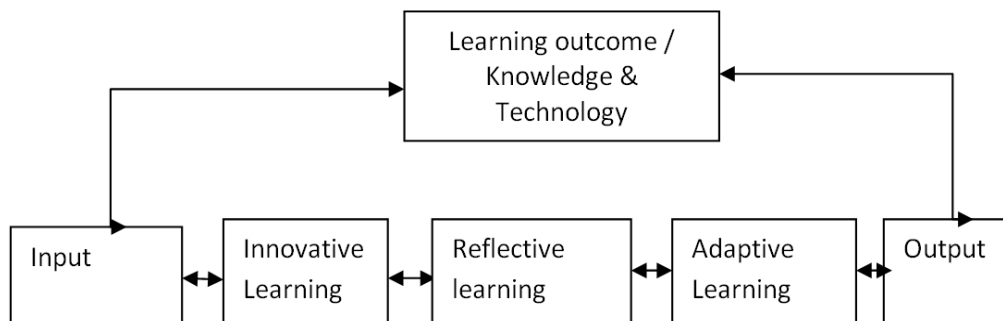 Learning outcome /
Knowledge &
Technology
Input
Innovative
Learning
Reflective
learning
Adaptive
Learning
Output